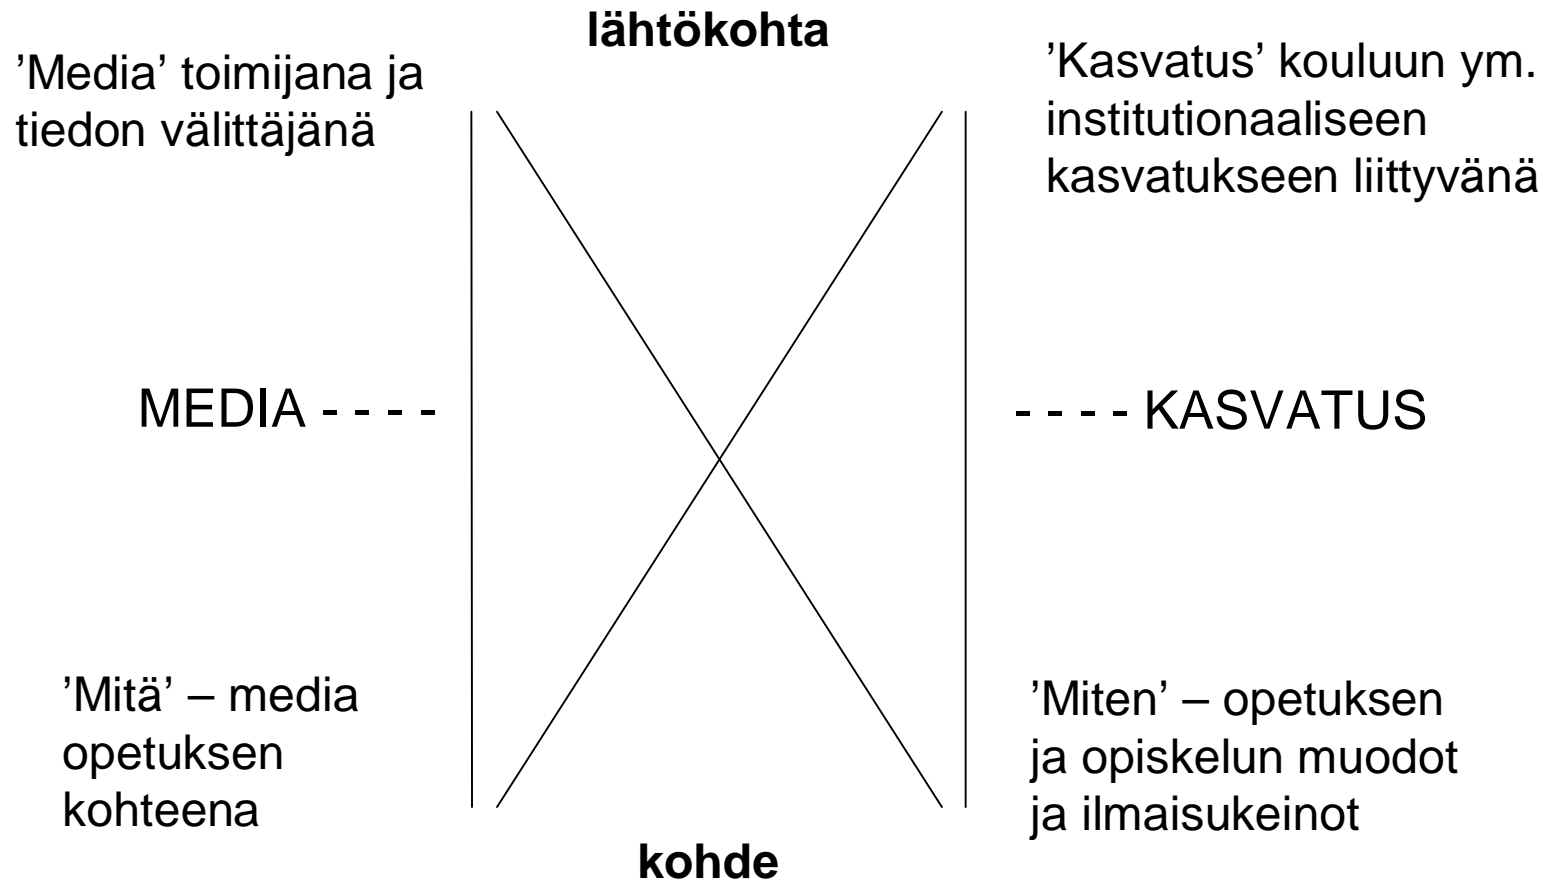 lähtökohta
’Media’ toimijana ja
tiedon välittäjänä
’Kasvatus’ kouluun ym.
institutionaaliseen
kasvatukseen liittyvänä
MEDIA - - - -
- - - - KASVATUS
’Mitä’ – media
opetuksen
kohteena
’Miten’ – opetuksen
ja opiskelun muodot
ja ilmaisukeinot
kohde